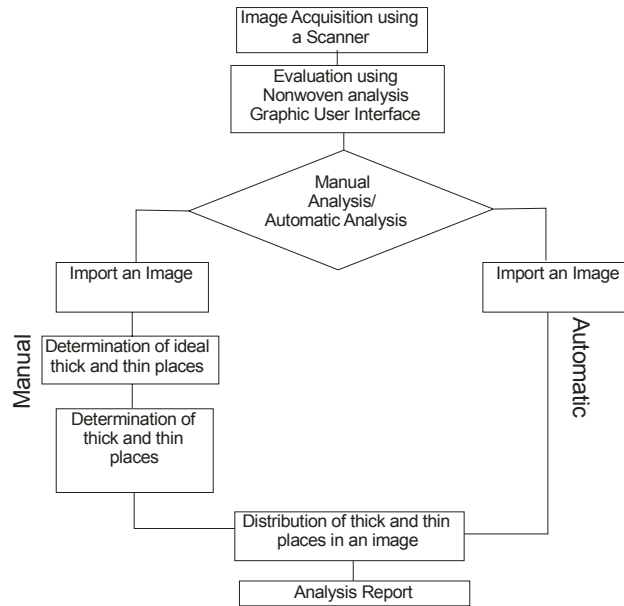 Image Acquisition using
a Scanner
Evaluation using
Nonwoven analysis
Graphic User Interface
Manual
Analysis/
Automatic Analysis
Import an Image
Import an Image
Manual
Automatic
Determination of ideal
thick and thin places
Determination of
thick and thin
places
Distribution of thick and thin
places in an image
Analysis Report